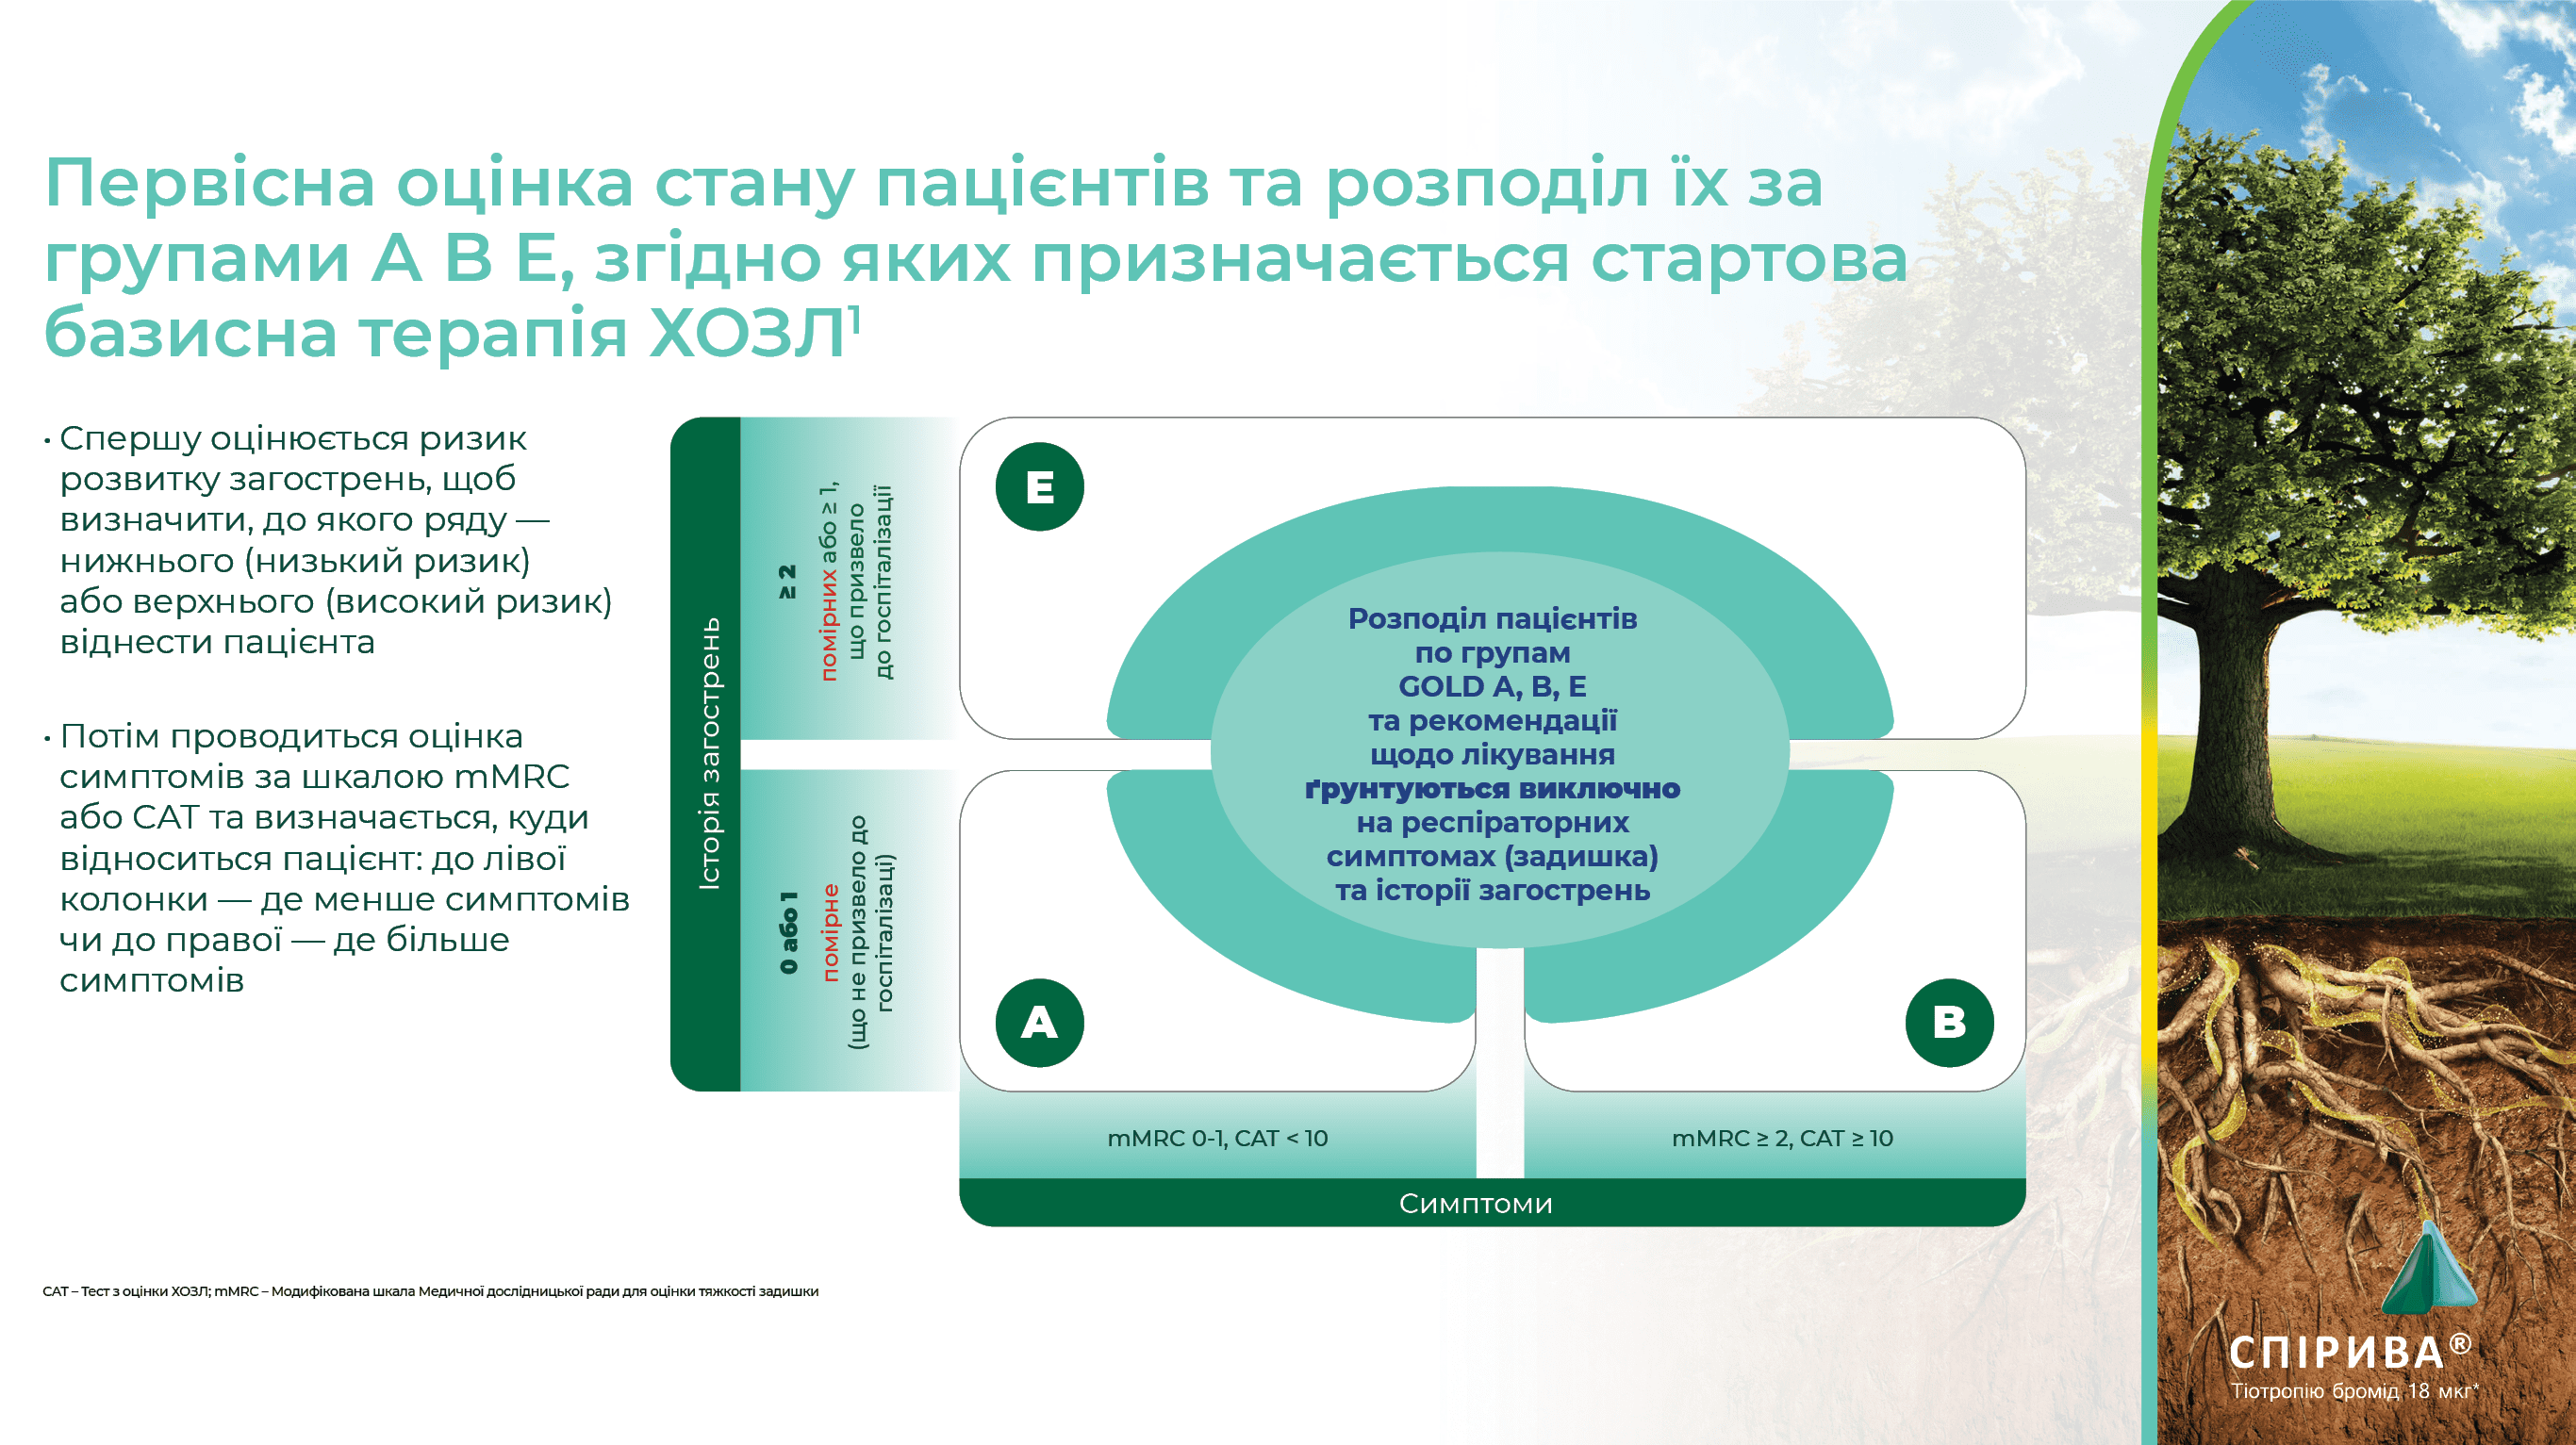 Первісна оцінка стану пацієнтів та розподіл їх за
групами А В Е, згідно яких призначається стартова
базисна терапія ХОЗЛ¹
· Спершу оцінюється ризик
розвитку загострень, щоб
визначити, до якого ряду —
нижнього (низький ризик)
або верхнього (високий ризик)
віднести пацієнта
· Потім проводиться оцінка
симптомів за шкалою mMRC
або САТ та визначається, куди
відноситься пацієнт: до лівої
колонки — де менше симптомів
чи до правої — де більше
симптомів
Історія загострень
≥ 2
помірних або ≥ 1,
що призвело
до госпіталізації
0 або 1
помірне
(що не призвело до
госпіталізаці)
E
Розподіл пацієнтів
по групам
GOLD A, B, E
та рекомендації
щодо лікування
ґрунтуються виключно
на респіраторних
симптомах (задишка)
та історії загострень
A
B
mMRC 0-1, CAT < 10
mMRC ≥ 2, CAT ≥ 10
Симптоми
CAT – Тест з оцінки ХОЗЛ; mMRC – Модифікована шкала Медичної дослідницької ради для оцінки тяжкості задишки
СПІРИВА®
Тіотропію бромід 18 мкг*